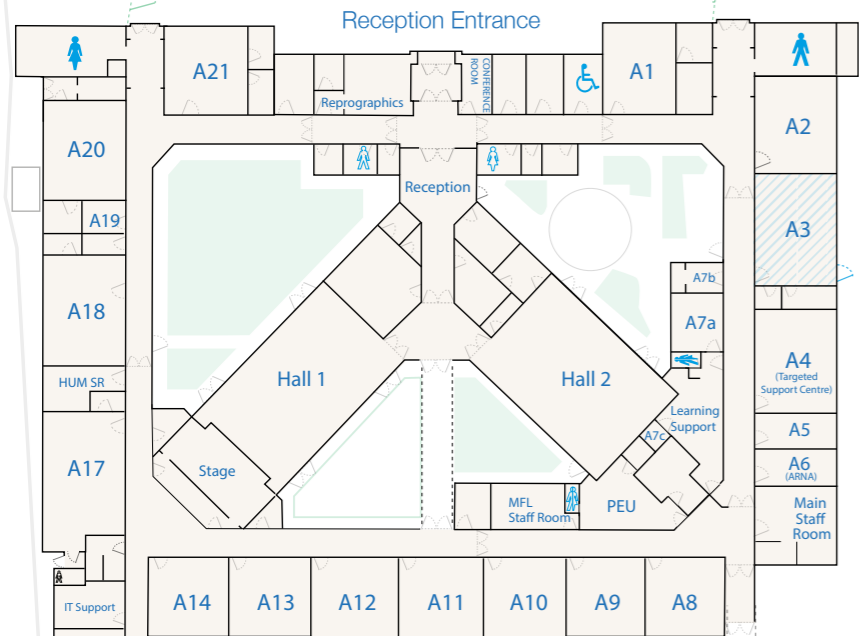 Reception Entrance
A21
Reprographics
CONFERENCE
ROOM
A1
A20
A2
Reception
A19
A3
A18
A7b
A7a
HUM SR
Hall 1
Hall 2
A4
(Targeted
Support Centre)
Learning
Support
A5
A7c
A17
Stage
A6
(ARNA)
MFL
Staff Room
PEU
Main
Staff
Room
IT Support
A14
A13
A12
A11
A10
A9
A8